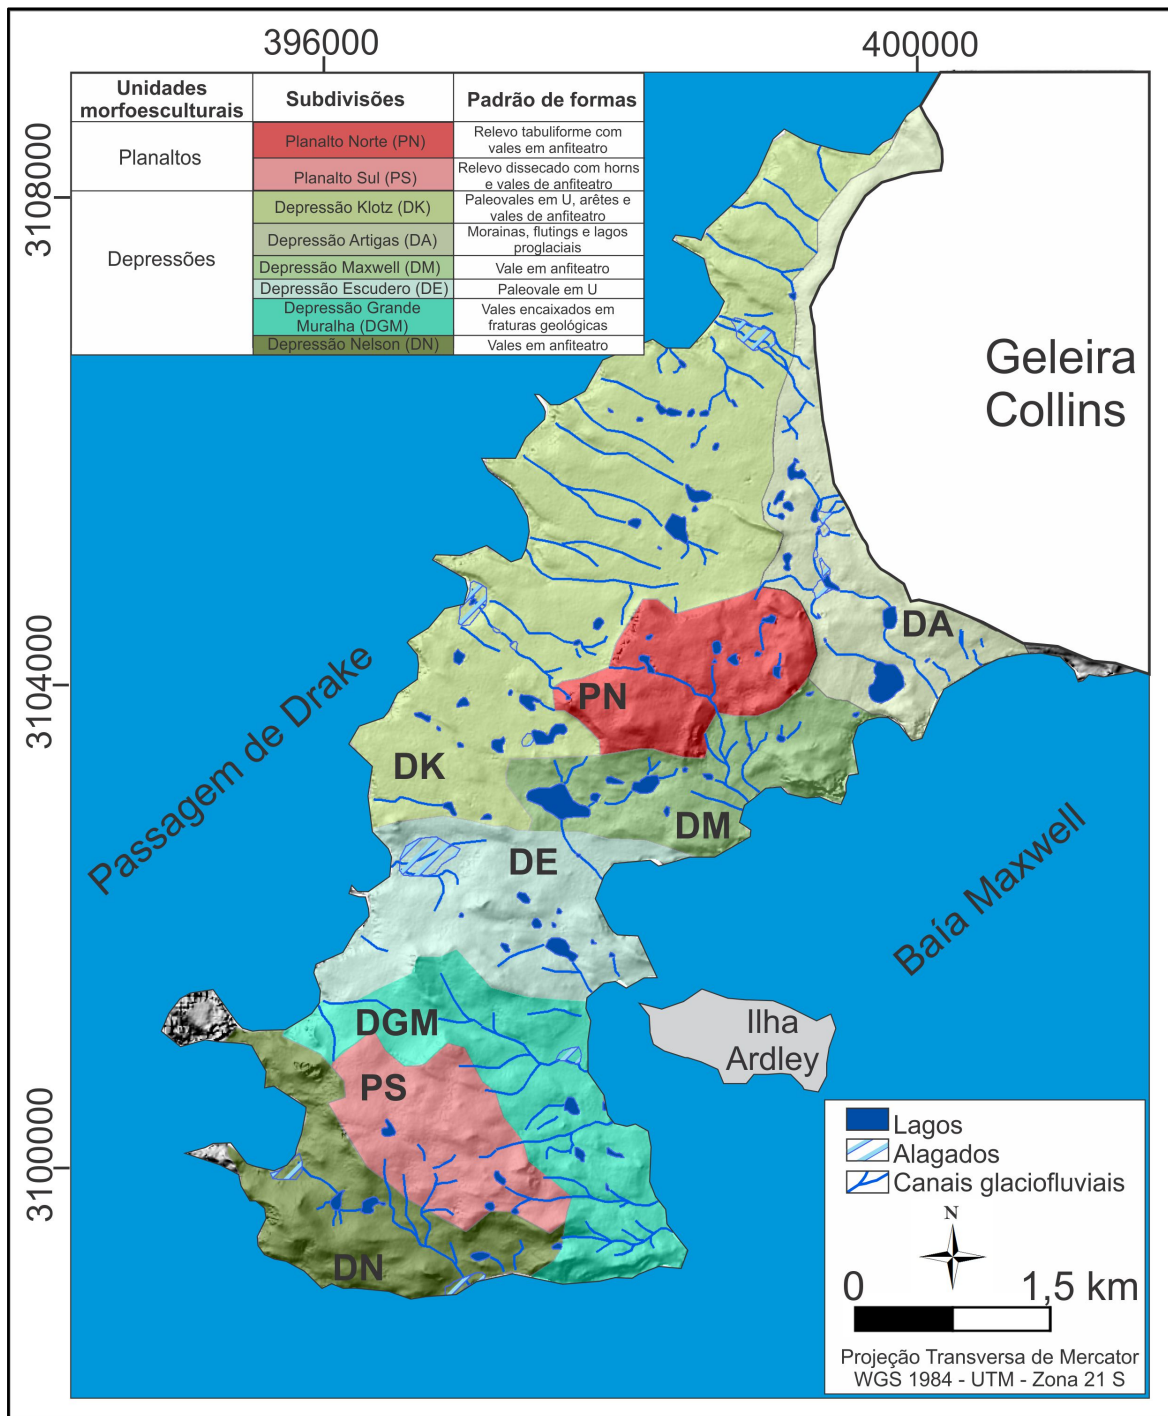 396000
400000
3108000
3104000
3100000
Unidades
morfoesculturais
Subdivisões
Padrão de formas
Planaltos
Planalto Norte (PN)
Relevo tabuliforme com
vales em anfiteatro
Planalto Sul (PS)
Relevo dissecado com horns
e vales de anfiteatro
Depressões
Depressão Klotz (DK)
Paleovales em U, arêtes e
vales de anfiteatro
Depressão Artigas (DA)
Morainas, flutings e lagos
proglaciais
Depressão Maxwell (DM)
Vale em anfiteatro
Depressão Escudero (DE)
Paleovale em U
Depressão Grande
Muralha (DGM)
Vales encaixados em
fraturas geológicas
Depressão Nelson (DN)
Vales em anfiteatro
Geleira
Collins
DA
PN
DK
DM
DE
Passagem de Drake
Baía Maxwell
DGM
PS
DN
Ilha
Ardley
Lagos
Alagados
Canais glaciofluviais
N
0
1,5 km
Projeção Transversa de Mercator
WGS 1984 - UTM - Zona 21 S